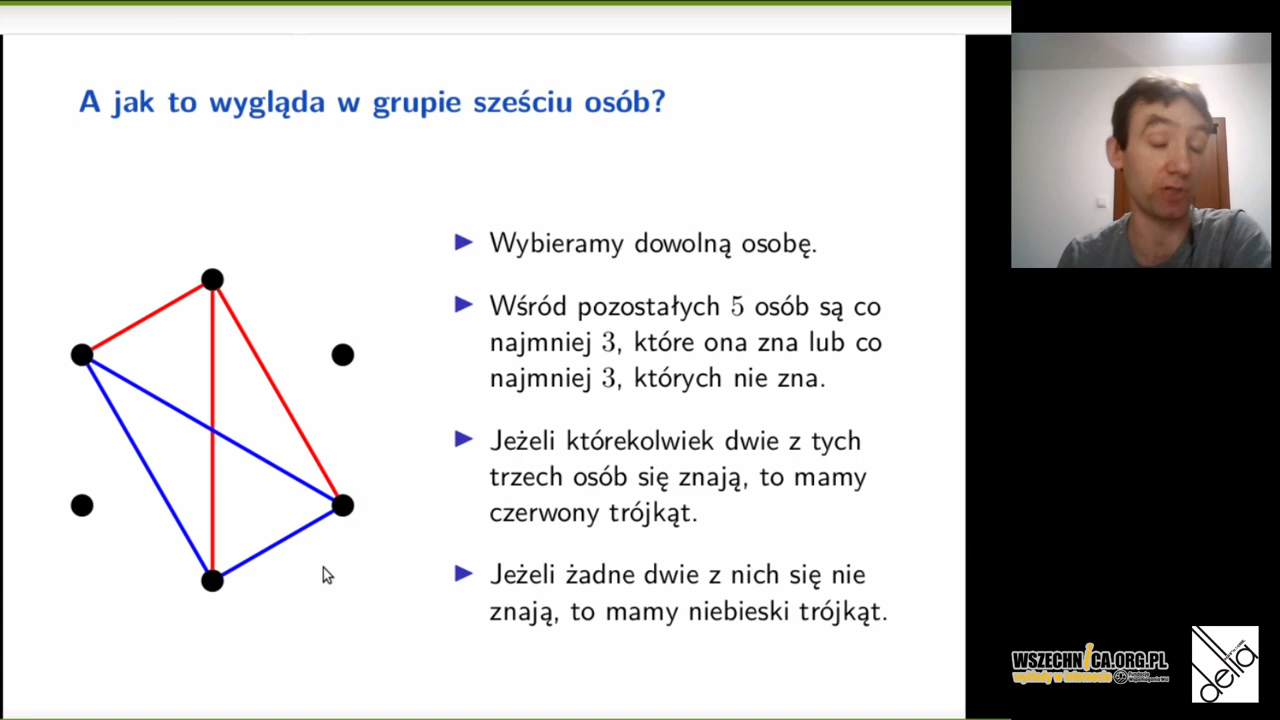 A jak to wygląda w grupie sześciu osób?
Wybieramy dowolną osobę.
Wśród pozostałych 5 osób są co
najmniej 3, które ona zna lub co
najmniej 3, których nie zna.
Jeżeli którekolwiek dwie z tych
trzech osób się znają, to mamy
czerwony trójkąt.
Jeżeli żadne dwie z nich się nie
znają, to mamy niebieski trójkąt.
WSZECHNICA.ORG.PL
wykłady w internecie
delta